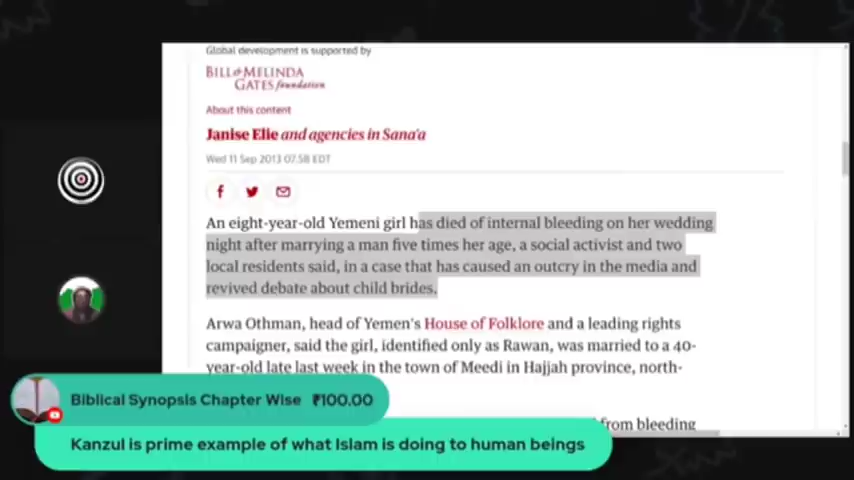 Global development is supported by
BILL & MELINDA
GATES foundation
About this content
Janise Elie and agencies in Sana'a
Wed 11 Sep 2013 07.58 EDT
An eight-year-old Yemeni girl has died of internal bleeding on her wedding
night after marrying a man five times her age, a social activist and two
local residents said, in a case that has caused an outcry in the media and
revived debate about child brides.
Arwa Othman, head of Yemen's House of Folklore and a leading rights
campaigner, said the girl, identified only as Rawan, was married to a 40-
year-old late last week in the town of Meedi in Hajjah province, north-
from bleeding
Biblical Synopsis Chapter Wise ₹100.00
Kanzul is prime example of what Islam is doing to human beings